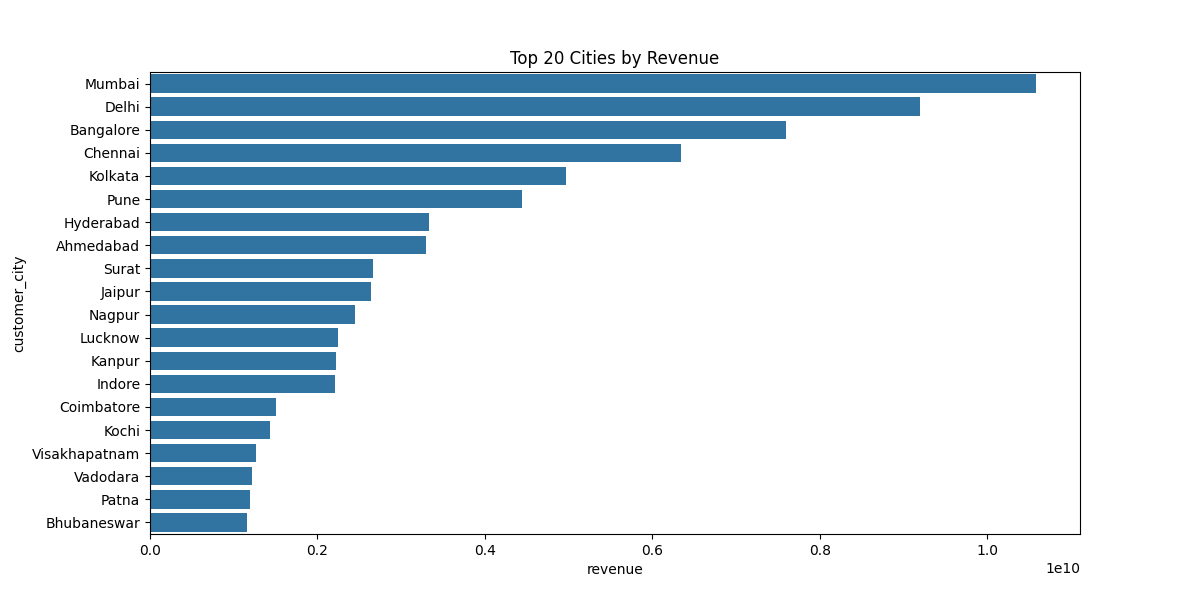 Top 20 Cities by Revenue
customer_city
Mumbai
Delhi
Bangalore
Chennai
Kolkata
Pune
Hyderabad
Ahmedabad
Surat
Jaipur
Nagpur
Lucknow
Kanpur
Indore
Coimbatore
Kochi
Visakhapatnam
Vadodara
Patna
Bhubaneswar
0.0 0.2 0.4 0.6 0.8 1.0
revenue
1e10